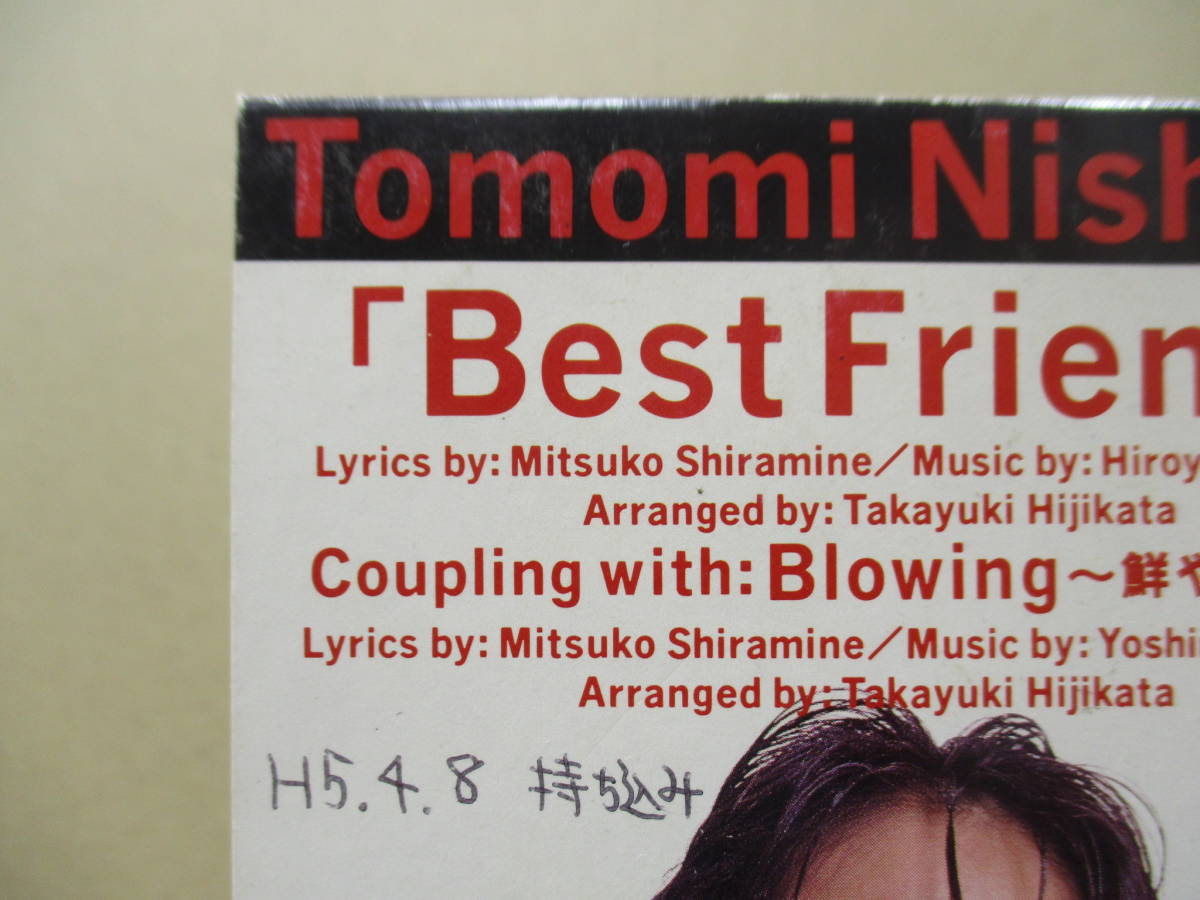 Tomomi Nish
「Best Frien
Lyrics by: Mitsuko Shiramine／Music by: Hiroy
Arranged by: Takayuki Hijikata
Coupling with: Blowing～鮮や
Lyrics by: Mitsuko Shiramine／Music by: Yoshi
Arranged by: Takayuki Hijikata
H5.4.8 持ち込み